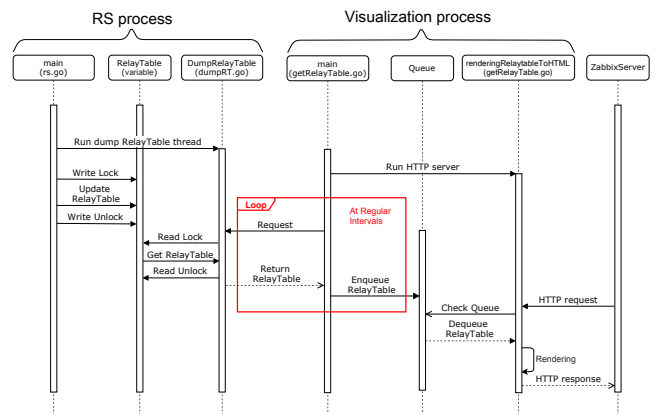 RS process
Visualization process
main
(rs.go)
RelayTable
(variable)
DumpRelayTable
(dumpRT.go)
main
(getRelayTable.go)
Queue
renderingRelaytableToHTML
(getRelayTable.go)
ZabbixServer
Run dump RelayTable thread
Run HTTP server
Write Lock
Update
RelayTable
Write Unlock
Loop
At Regular
Intervals
Request
Read Lock
Get RelayTable
Read Unlock
Return
RelayTable
Enqueue
RelayTable
HTTP request
Check Queue
Dequeue
RelayTable
Rendering
HTTP response